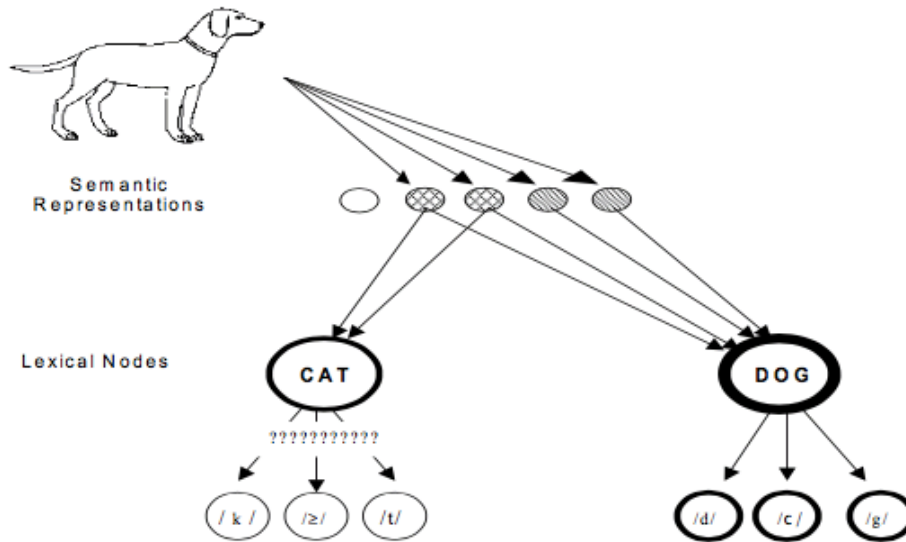 Semantic
Representations
Lexical Nodes
CAT
DOG
???????????
/k/
/≥/
/t/
/d/
/c/
/g/